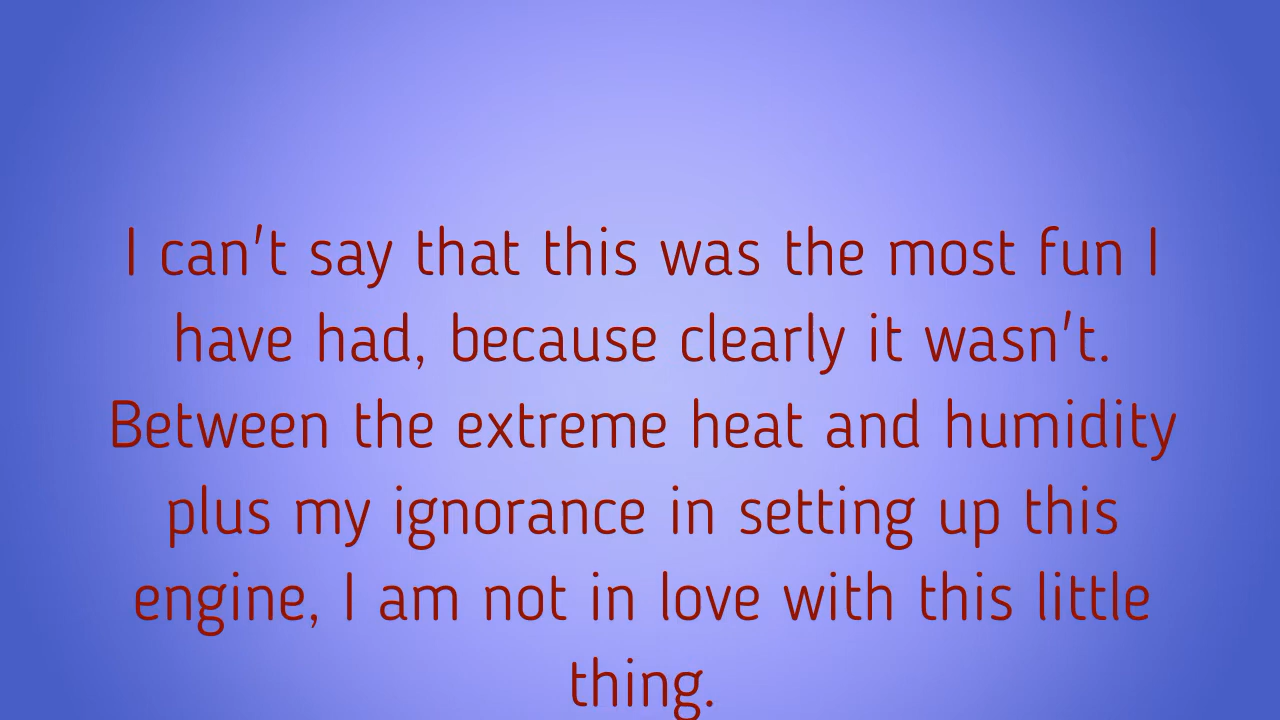 I can't say that this was the most fun I
have had, because clearly it wasn't.
Between the extreme heat and humidity
plus my ignorance in setting up this
engine, I am not in love with this little
thing.